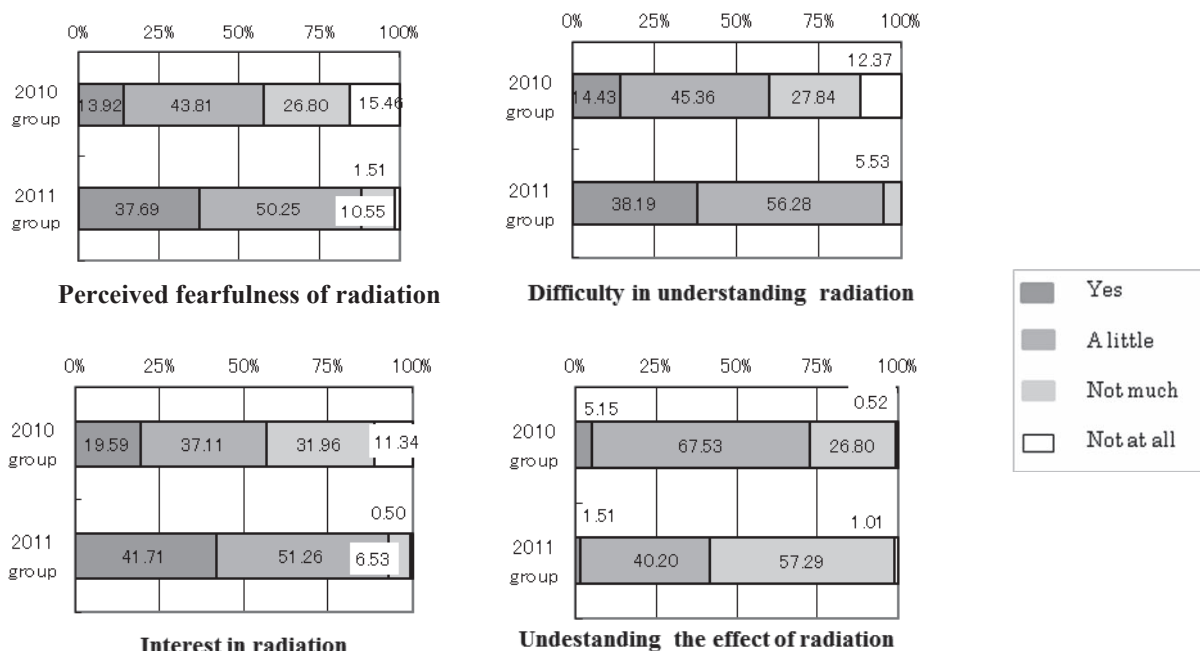 0% 25% 50% 75% 100%
2010 group 13.92 43.81 26.80 15.46
1.51
2011 group 37.69 50.25 10.55
Perceived fearfulness of radiation
0% 25% 50% 75% 100%
12.37
2010 group 14.43 45.36 27.84
5.53
2011 group 38.19 56.28
Difficulty in understanding radiation
0% 25% 50% 75% 100%
2010 group 19.59 37.11 31.96 11.34
0.50
2011 group 41.71 51.26 6.53
Interest in radiation
0% 25% 50% 75% 100%
5.15 0.52
2010 group 67.53 26.80
1.51 1.01
2011 group 40.20 57.29
Undestanding the effect of radiation
Yes
A little
Not much
Not at all